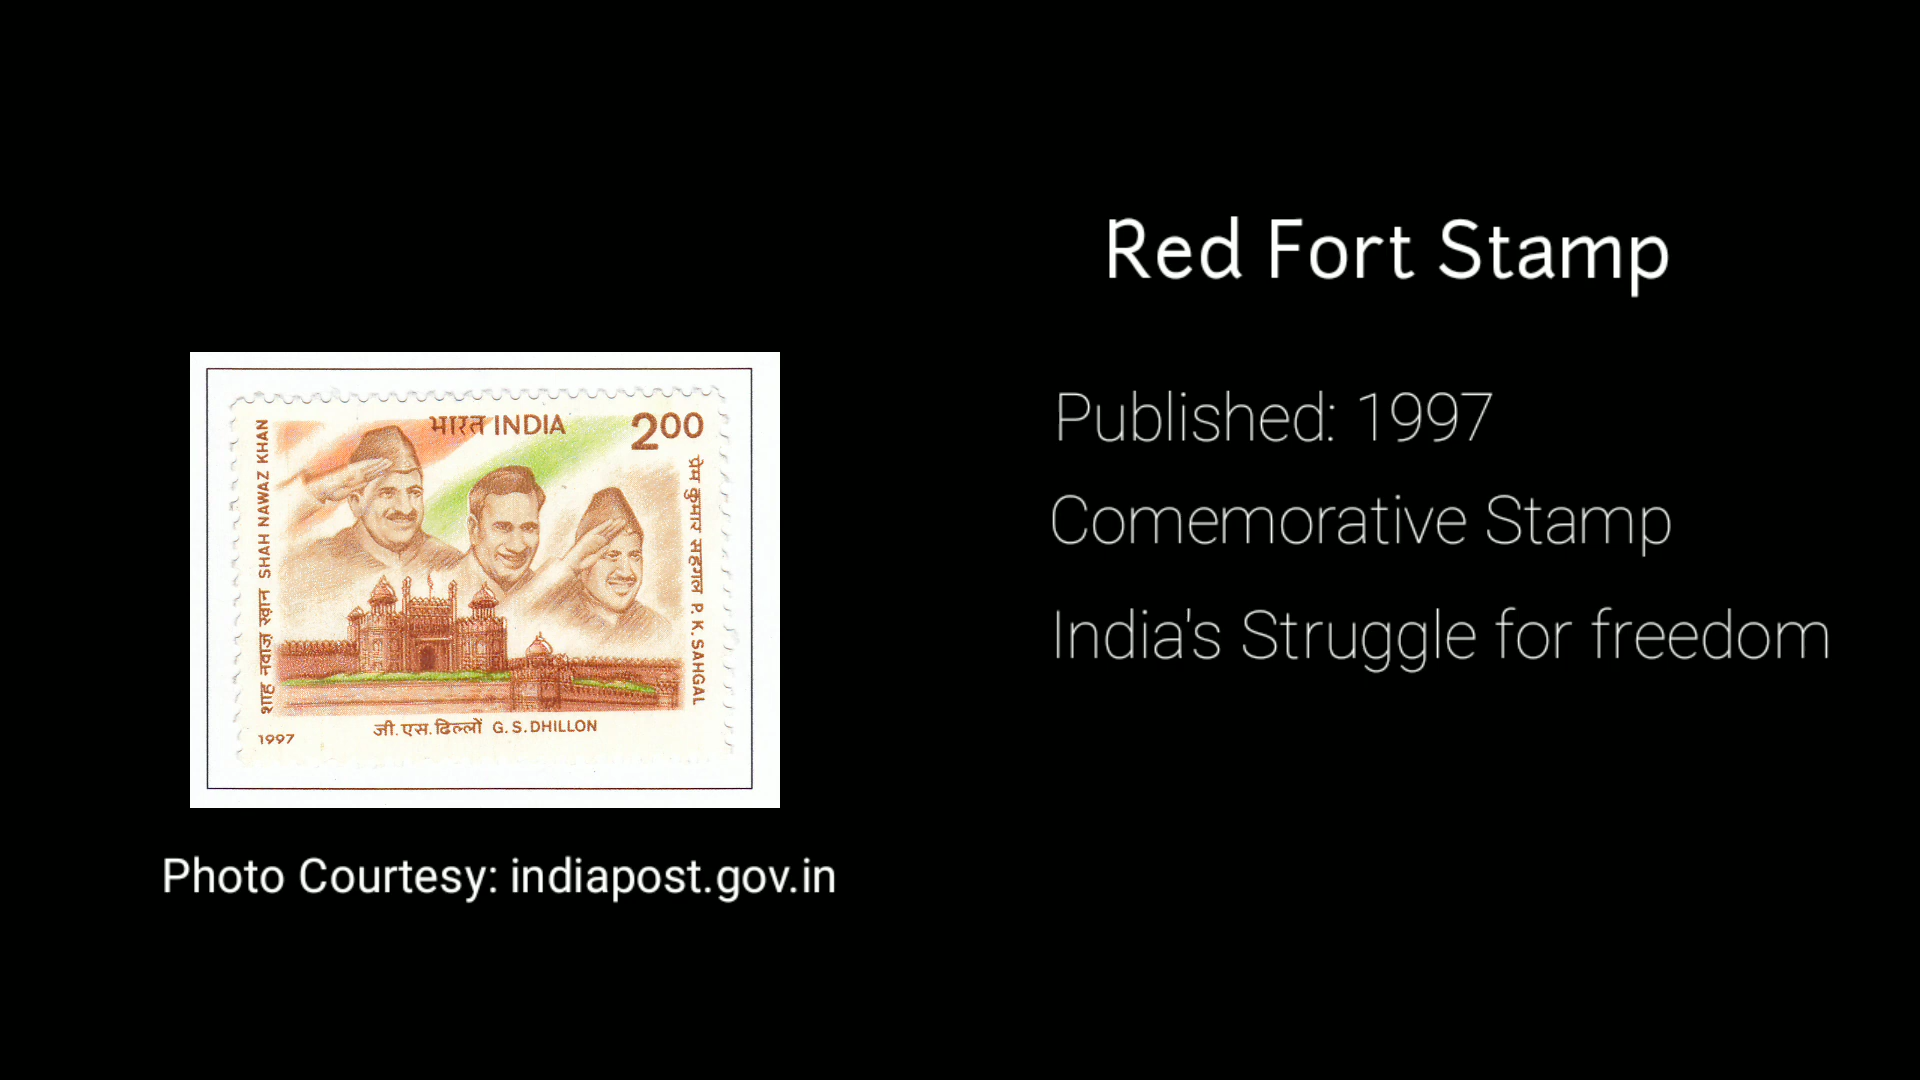 Red Fort Stamp
Published: 1997
Comemorative Stamp
India's Struggle for freedom
भारत INDIA
200
शाह नवाज़ खान SHAH NAWAZ KHAN
प्रेम कुमार सहगल P. K. SAHGAL
जी. एस. ढिल्लों G. S. DHILLON
1997
Photo Courtesy: indiapost.gov.in